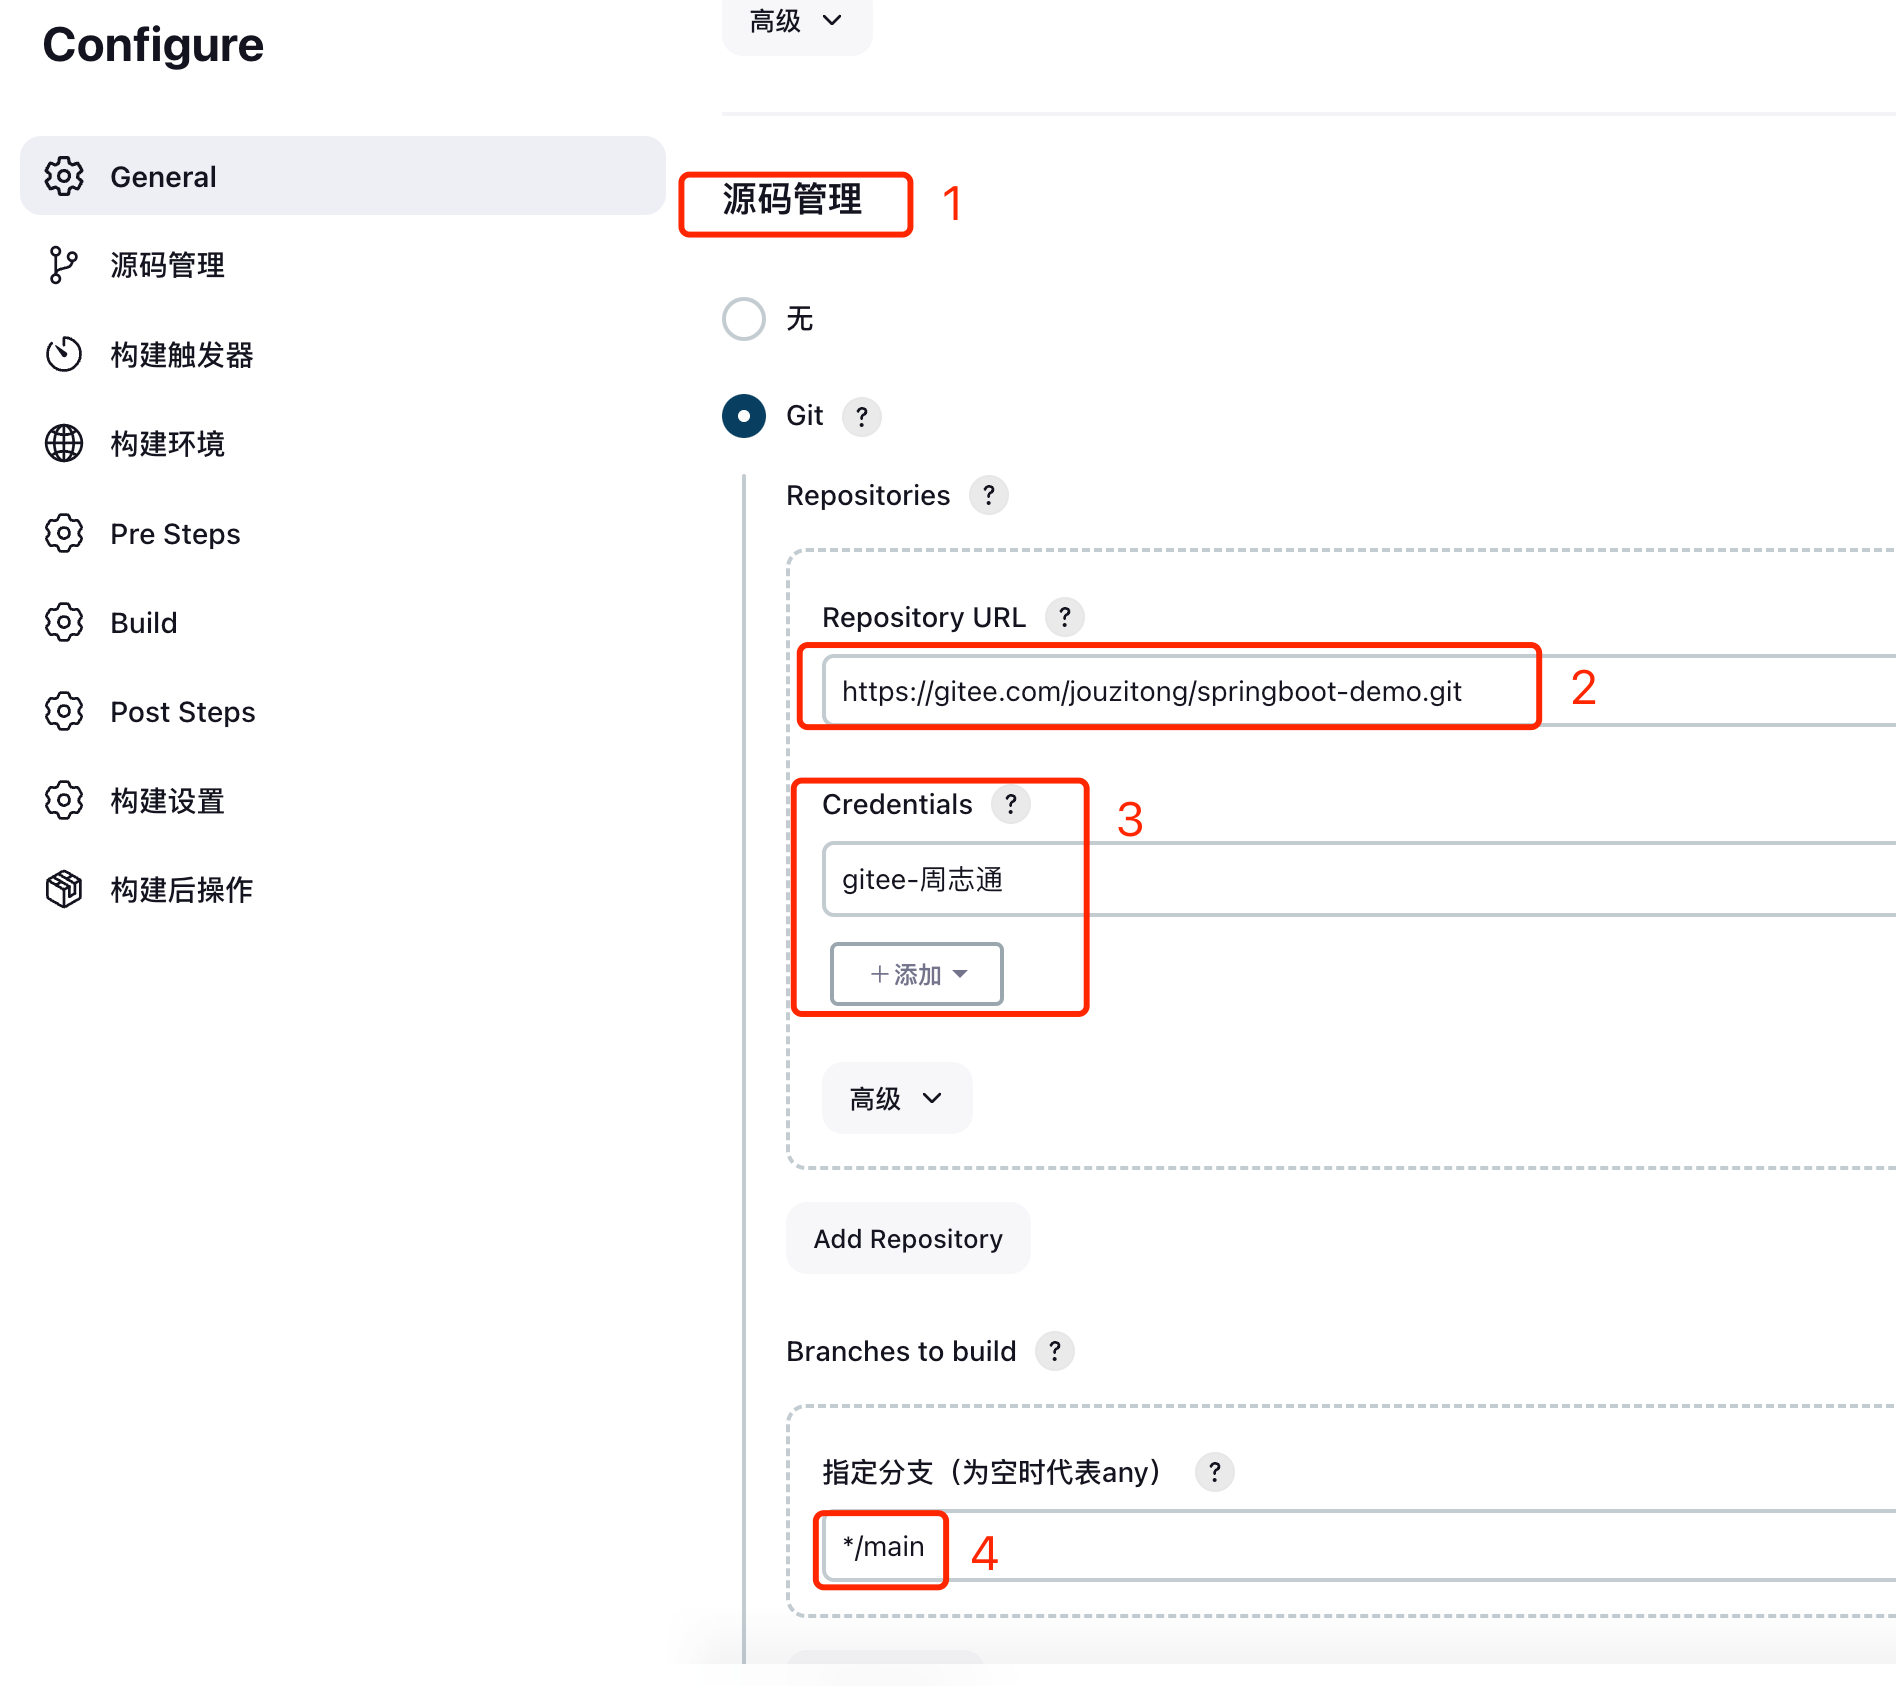 Configure
General
源码管理
构建触发器
构建环境
Pre Steps
Build
Post Steps
构建设置
构建后操作
高级
源码管理 1
无
Git ?
Repositories ?
Repository URL ?
https://gitee.com/jouzitong/springboot-demo.git 2
Credentials ? 3
gitee-周志通
+添加
高级
Add Repository
Branches to build ?
指定分支（为空时代表any） ?
*/main 4